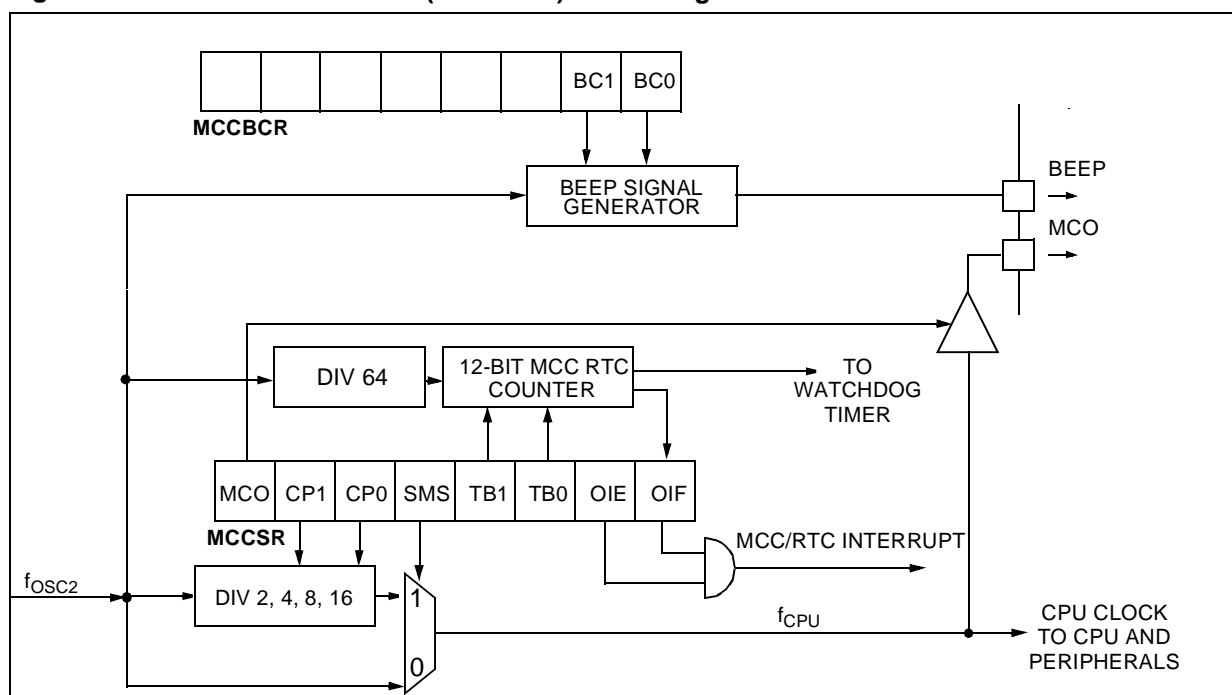 BC1 BC0
MCCBCR
BEEP SIGNAL
GENERATOR
BEEP
MCO
DIV 64
12-BIT MCC RTC
COUNTER
TO
WATCHDOG
TIMER
MCO CP1 CP0 SMS TB1 TB0 OIE OIF
MCCSR
MCC/RTC INTERRUPT
fOSC2
DIV 2, 4, 8, 16
1
0
fCPU
CPU CLOCK
TO CPU AND
PERIPHERALS